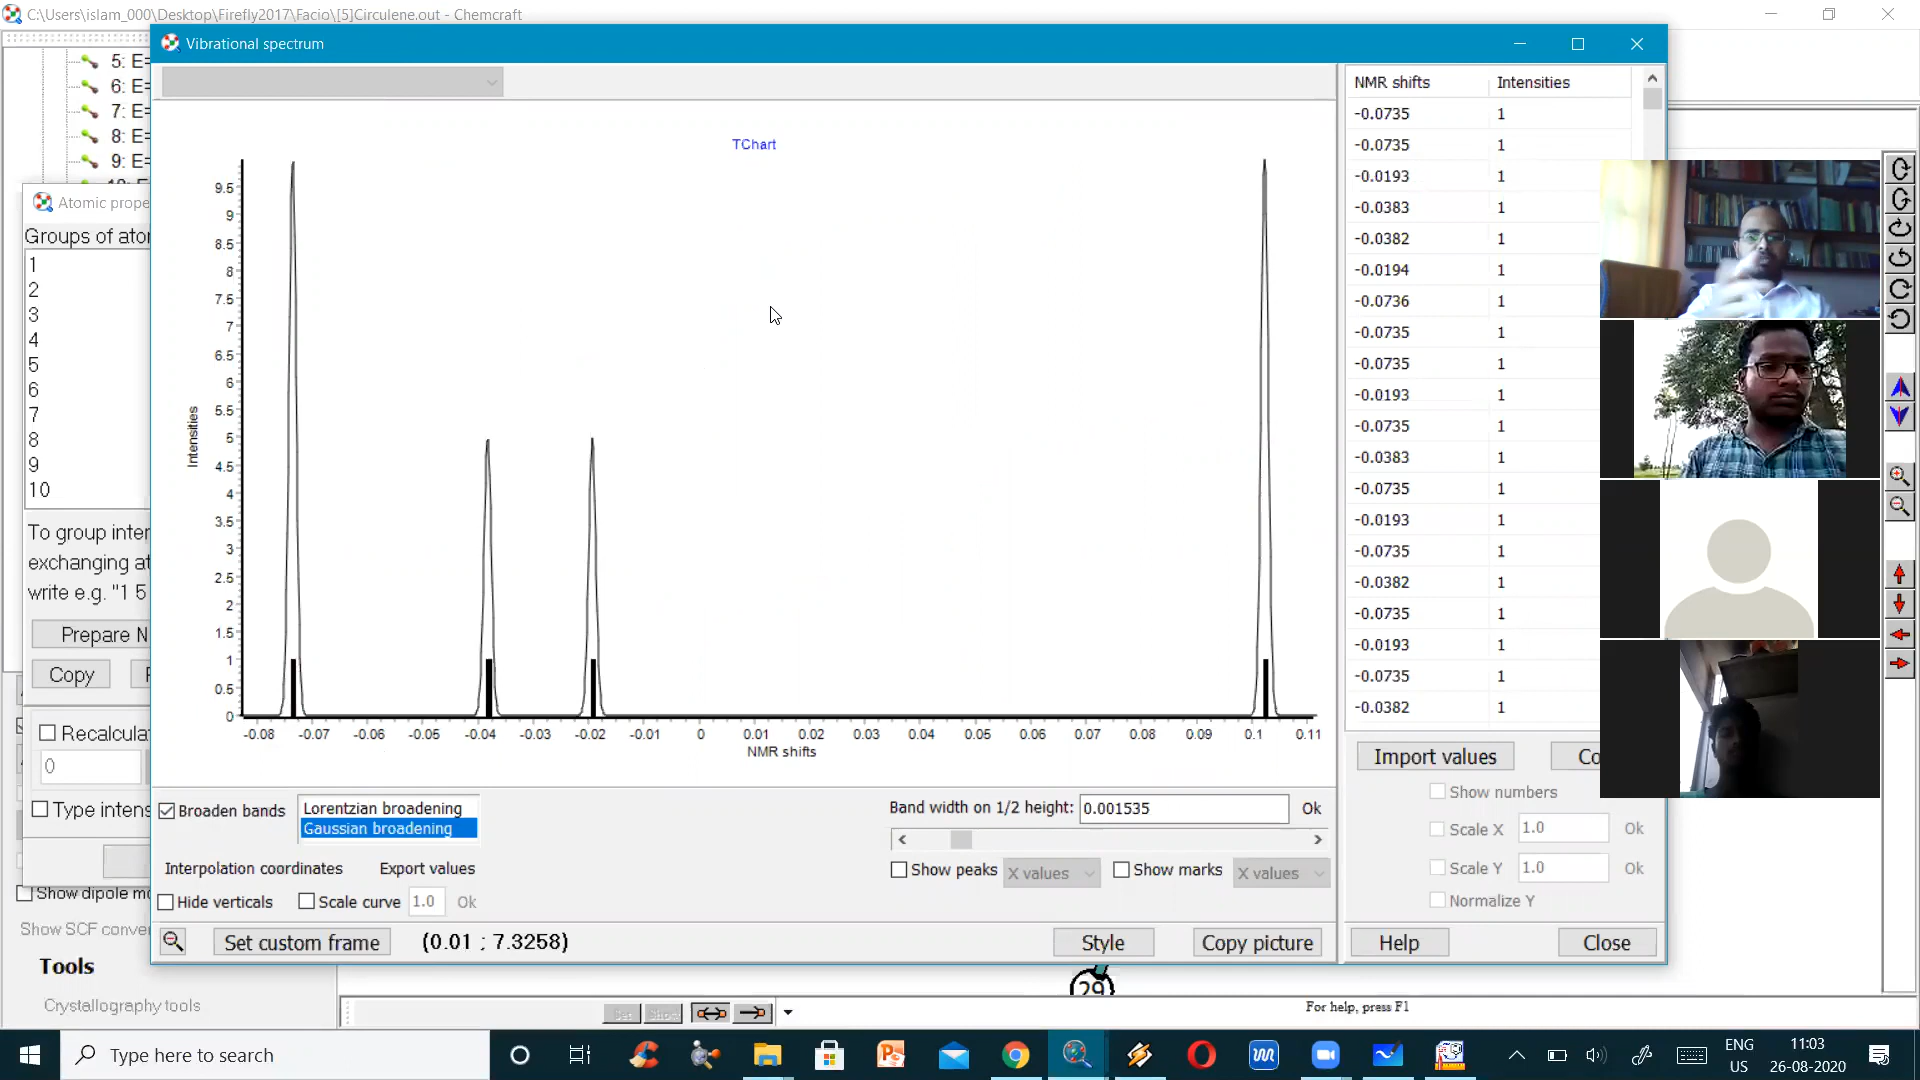 C:\Users\islam_000\Desktop\Firefly2017\Facio\[5]Circulene.out - Chemcraft
Vibrational spectrum
5: E=
6: E=
7: E=
8: E=
9: E=
Atomic prope
Groups of ator
1
2
3
4
5
6
7
8
9
10
To group inter
exchanging at
write e.g. "1 5
Prepare N
Copy
Recalculat
0
Type intens
Show dipole mo
Show SCF conver
Tools
Crystallography tools
TChart
Intensities
9.5
9
8.5
8
7.5
7
6.5
6
5.5
5
4.5
4
3.5
3
2.5
2
1.5
1
0.5
0
-0.08 -0.07 -0.06 -0.05 -0.04 -0.03 -0.02 -0.01 0 0.01 0.02 0.03 0.04 0.05 0.06 0.07 0.08 0.09 0.1 0.11
NMR shifts
Broaden bands
Lorentzian broadening
Gaussian broadening
Band width on 1/2 height: 0.001535 Ok
Interpolation coordinates Export values
Show peaks X values Show marks X values
Hide verticals Scale curve 1.0 Ok
Set custom frame (0.01 ; 7.3258) Style Copy picture
NMR shifts Intensities
-0.0735 1
-0.0735 1
-0.0193 1
-0.0383 1
-0.0382 1
-0.0194 1
-0.0736 1
-0.0735 1
-0.0735 1
-0.0193 1
-0.0735 1
-0.0383 1
-0.0735 1
-0.0193 1
-0.0735 1
-0.0382 1
-0.0735 1
-0.0193 1
-0.0735 1
-0.0382 1
Import values Co
Show numbers
Scale X 1.0 Ok
Scale Y 1.0 Ok
Normalize Y
Help Close
29
For help, press F1
Type here to search
ENG
US
11:03
26-08-2020